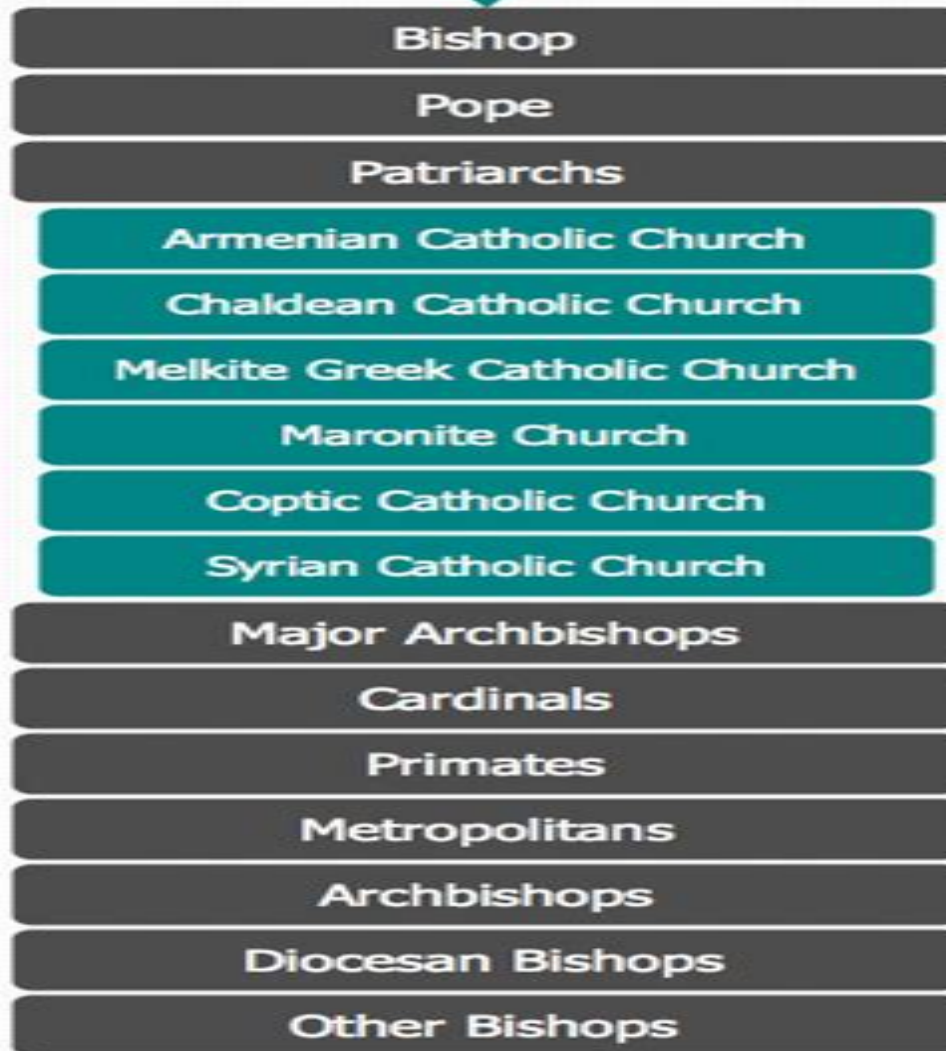 Bishop
Pope
Patriarchs
Armenian Catholic Church
Chaldean Catholic Church
Melkite Greek Catholic Church
Maronite Church
Coptic Catholic Church
Syrian Catholic Church
Major Archbishops
Cardinals
Primates
Metropolitans
Archbishops
Diocesan Bishops
Other Bishops